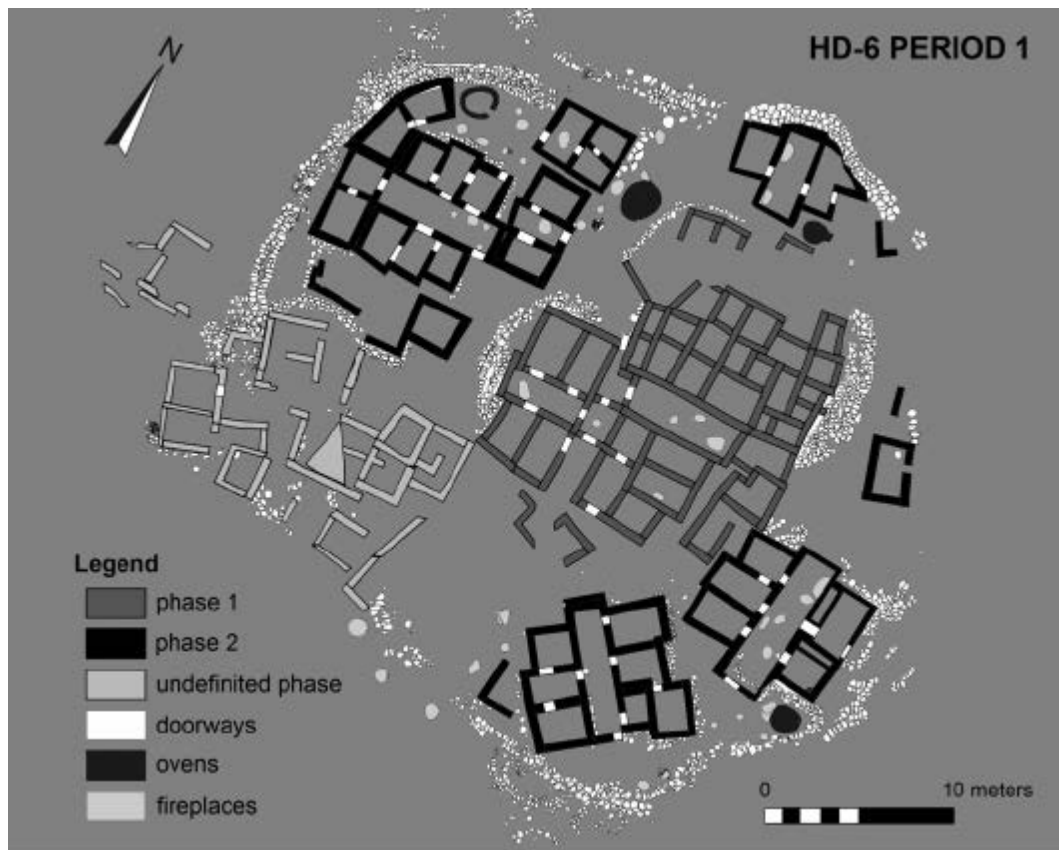 N
HD-6 PERIOD 1
Legend
phase 1
phase 2
undefinited phase
doorways
ovens
fireplaces
0 10 meters